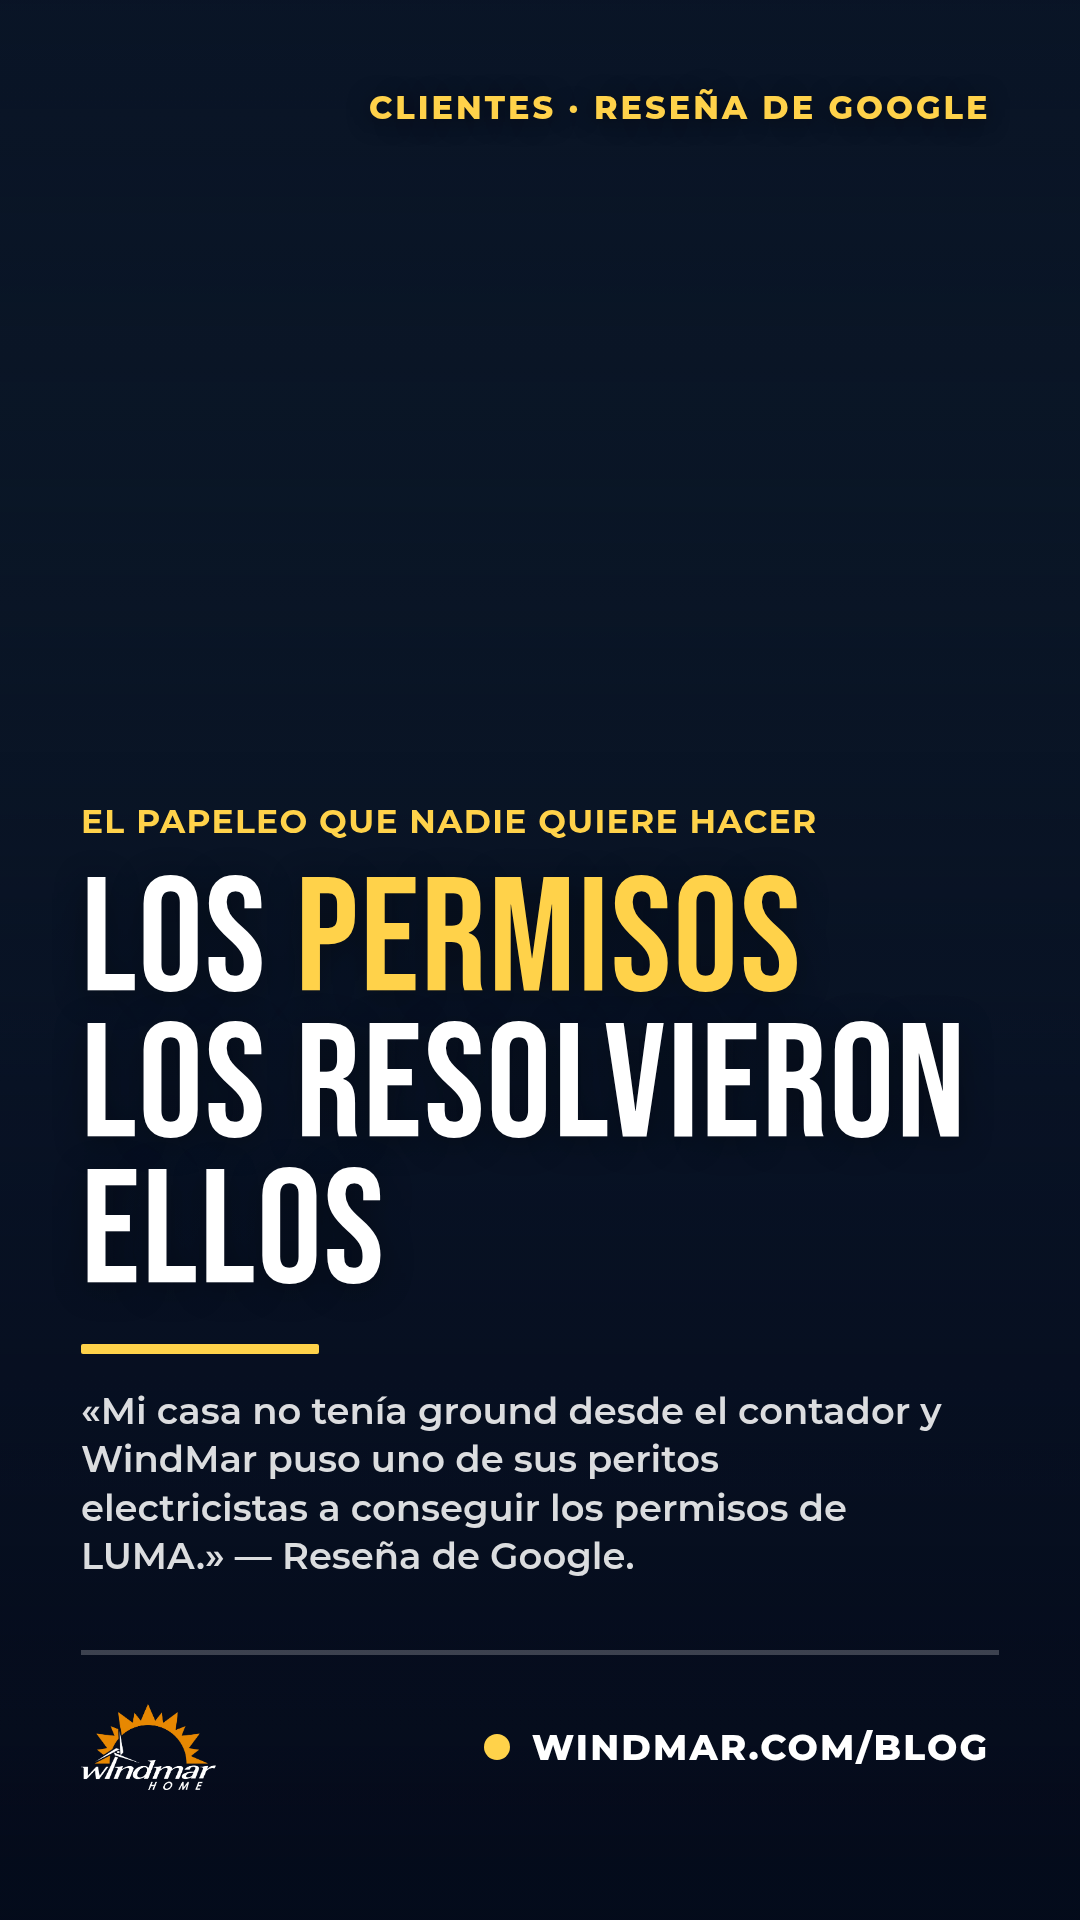 CLIENTES · RESEÑA DE GOOGLE
EL PAPELEO QUE NADIE QUIERE HACER
LOS PERMISOS
LOS RESOLVIERON
ELLOS
«Mi casa no tenía ground desde el contador y
WindMar puso uno de sus peritos
electricistas a conseguir los permisos de
LUMA.» — Reseña de Google.
windmar
HOME
WINDMAR.COM/BLOG